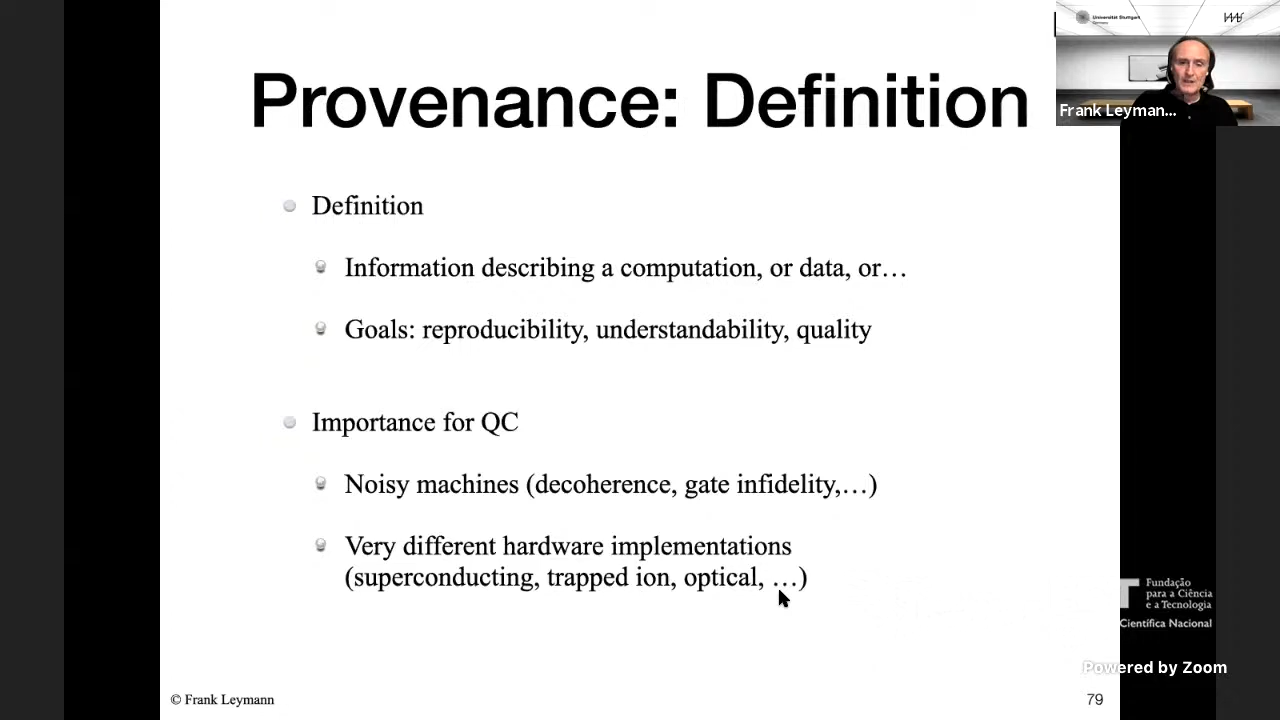 Provenance: Definition
Definition
Information describing a computation, or data, or…
Goals: reproducibility, understandability, quality
Importance for QC
Noisy machines (decoherence, gate infidelity,…)
Very different hardware implementations
(superconducting, trapped ion, optical, …)
© Frank Leymann
79
Universität Stuttgart
Frank Leyman...
Fundação
para a Ciência
e a Tecnologia
Científica Nacional
Powered by Zoom